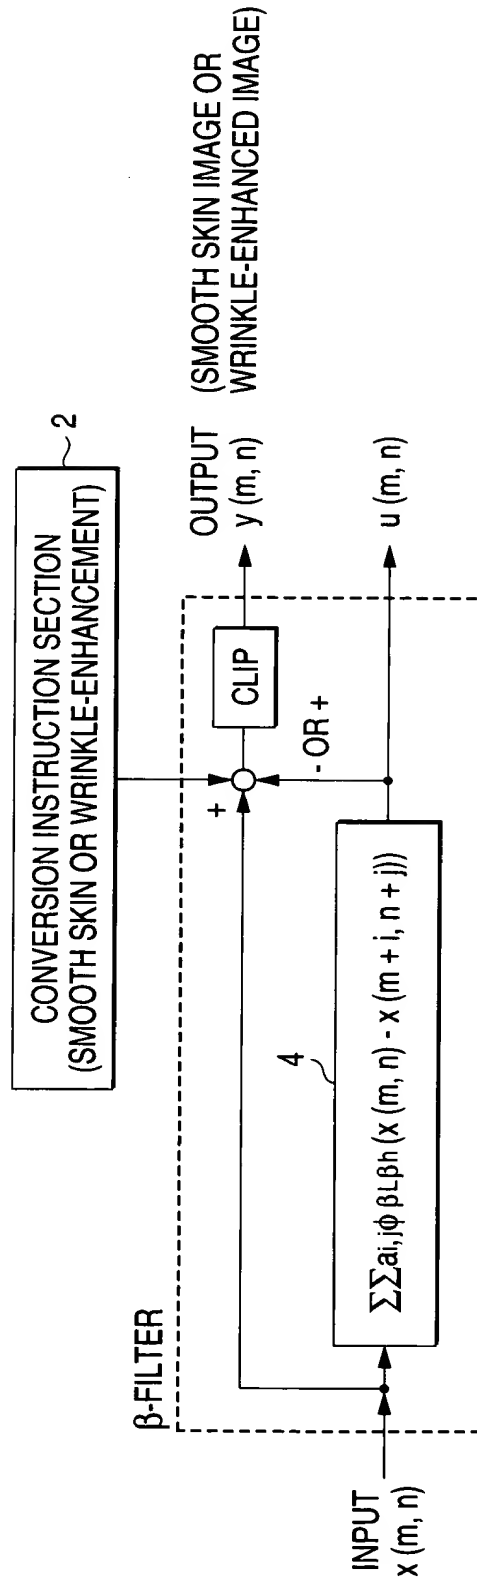 CONVERSION INSTRUCTION SECTION
(SMOOTH SKIN OR WRINKLE-ENHANCEMENT)
2
β-FILTER
INPUT
x (m, n)
4
ΣΣai, jφ βLβh (x (m, n) - x (m + i, n + j))
+
- OR +
CLIP
OUTPUT
y (m, n)
(SMOOTH SKIN IMAGE OR
WRINKLE-ENHANCED IMAGE)
u (m, n)